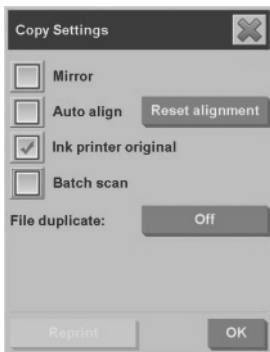 Copy Settings
Mirror
Auto align Reset alignment
Ink printer original
Batch scan
File duplicate: Off
Reprint OK